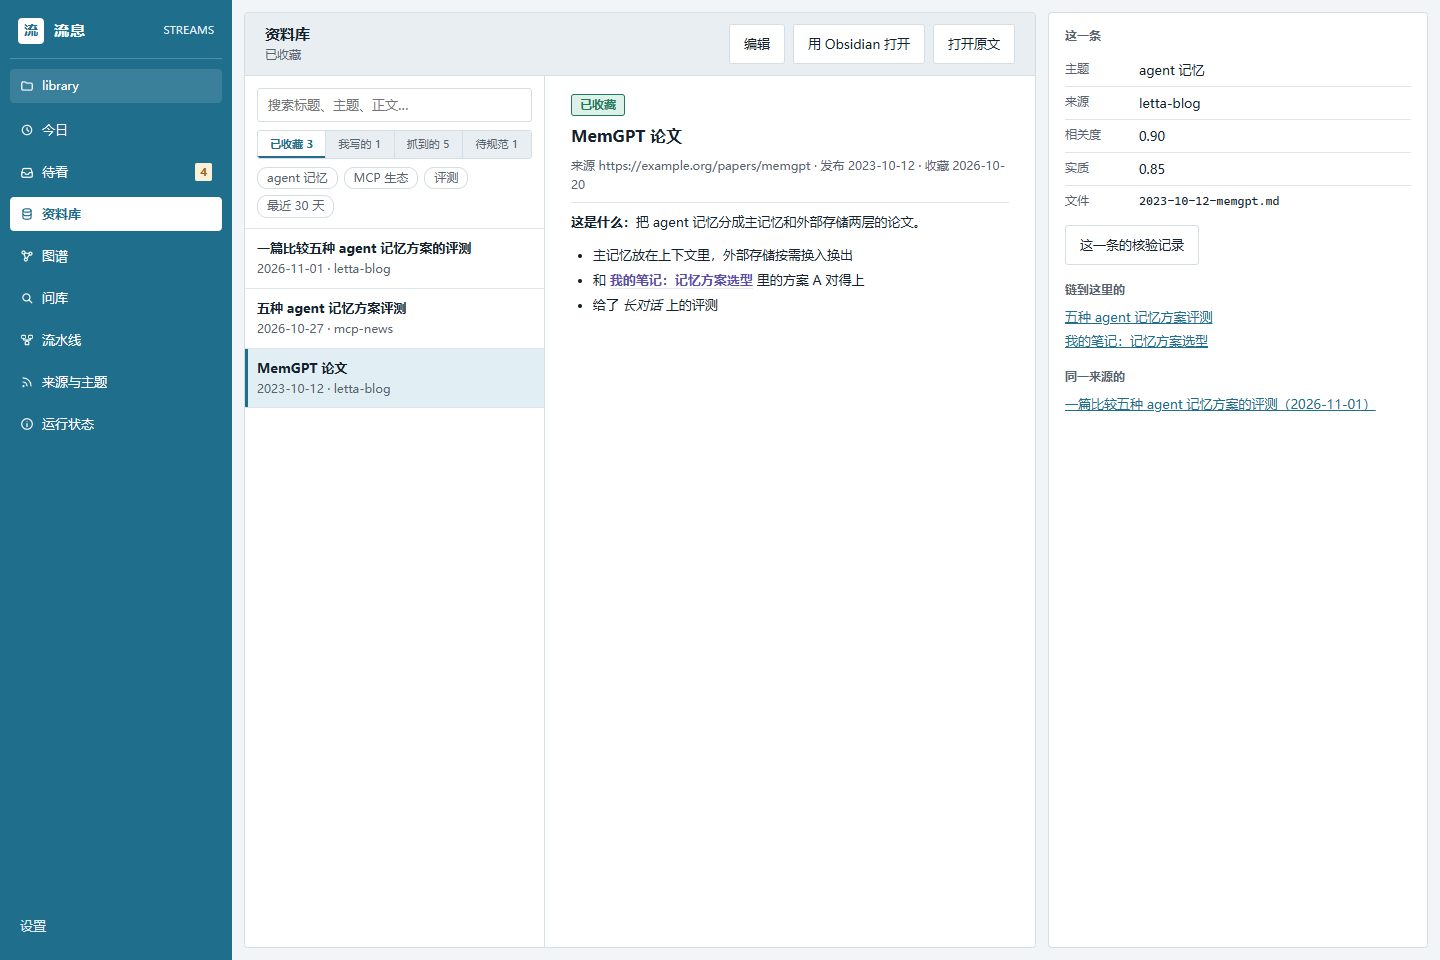 流 流息 STREAMS
library
今日
待看 4
资料库
图谱
问库
流水线
来源与主题
运行状态
设置
资料库
已收藏
编辑 用 Obsidian 打开 打开原文
搜索标题、主题、正文...
已收藏 3 我写的 1 抓到的 5 待规范 1
agent 记忆 MCP 生态 评测
最近 30 天
一篇比较五种 agent 记忆方案的评测
2026-11-01 · letta-blog
五种 agent 记忆方案评测
2026-10-27 · mcp-news
MemGPT 论文
2023-10-12 · letta-blog
已收藏
MemGPT 论文
来源 https://example.org/papers/memgpt · 发布 2023-10-12 · 收藏 2026-10-
20
这是什么：把 agent 记忆分成主记忆和外部存储两层的论文。
• 主记忆放在上下文里，外部存储按需换入换出
• 和 我的笔记：记忆方案选型 里的方案 A 对得上
• 给了 长对话 上的评测
这一条
主题 agent 记忆
来源 letta-blog
相关度 0.90
实质 0.85
文件 2023-10-12-memgpt.md
这一条的核验记录
链到这里的
五种 agent 记忆方案评测
我的笔记：记忆方案选型
同一来源的
一篇比较五种 agent 记忆方案的评测（2026-11-01）